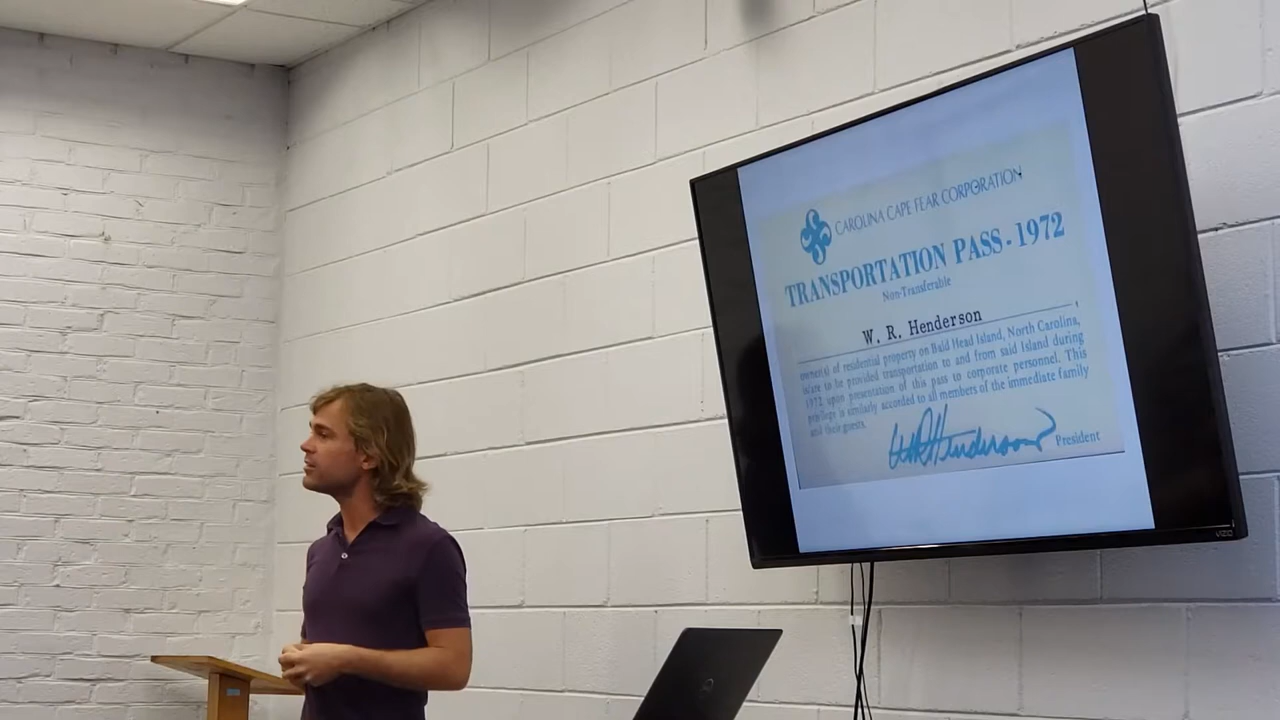 CAROLINA CAPE FEAR CORPORATION
TRANSPORTATION PASS - 1972
Non-Transferable
W. R. Henderson
owner(s) of residential property on Bald Head Island, North Carolina,
is/are to be provided transportation to and from said Island during
1972 upon presentation of this pass to corporate personnel. This
privilege is similarly accorded to all members of the immediate family
and their guests.
W R Henderson
President
VIZIO